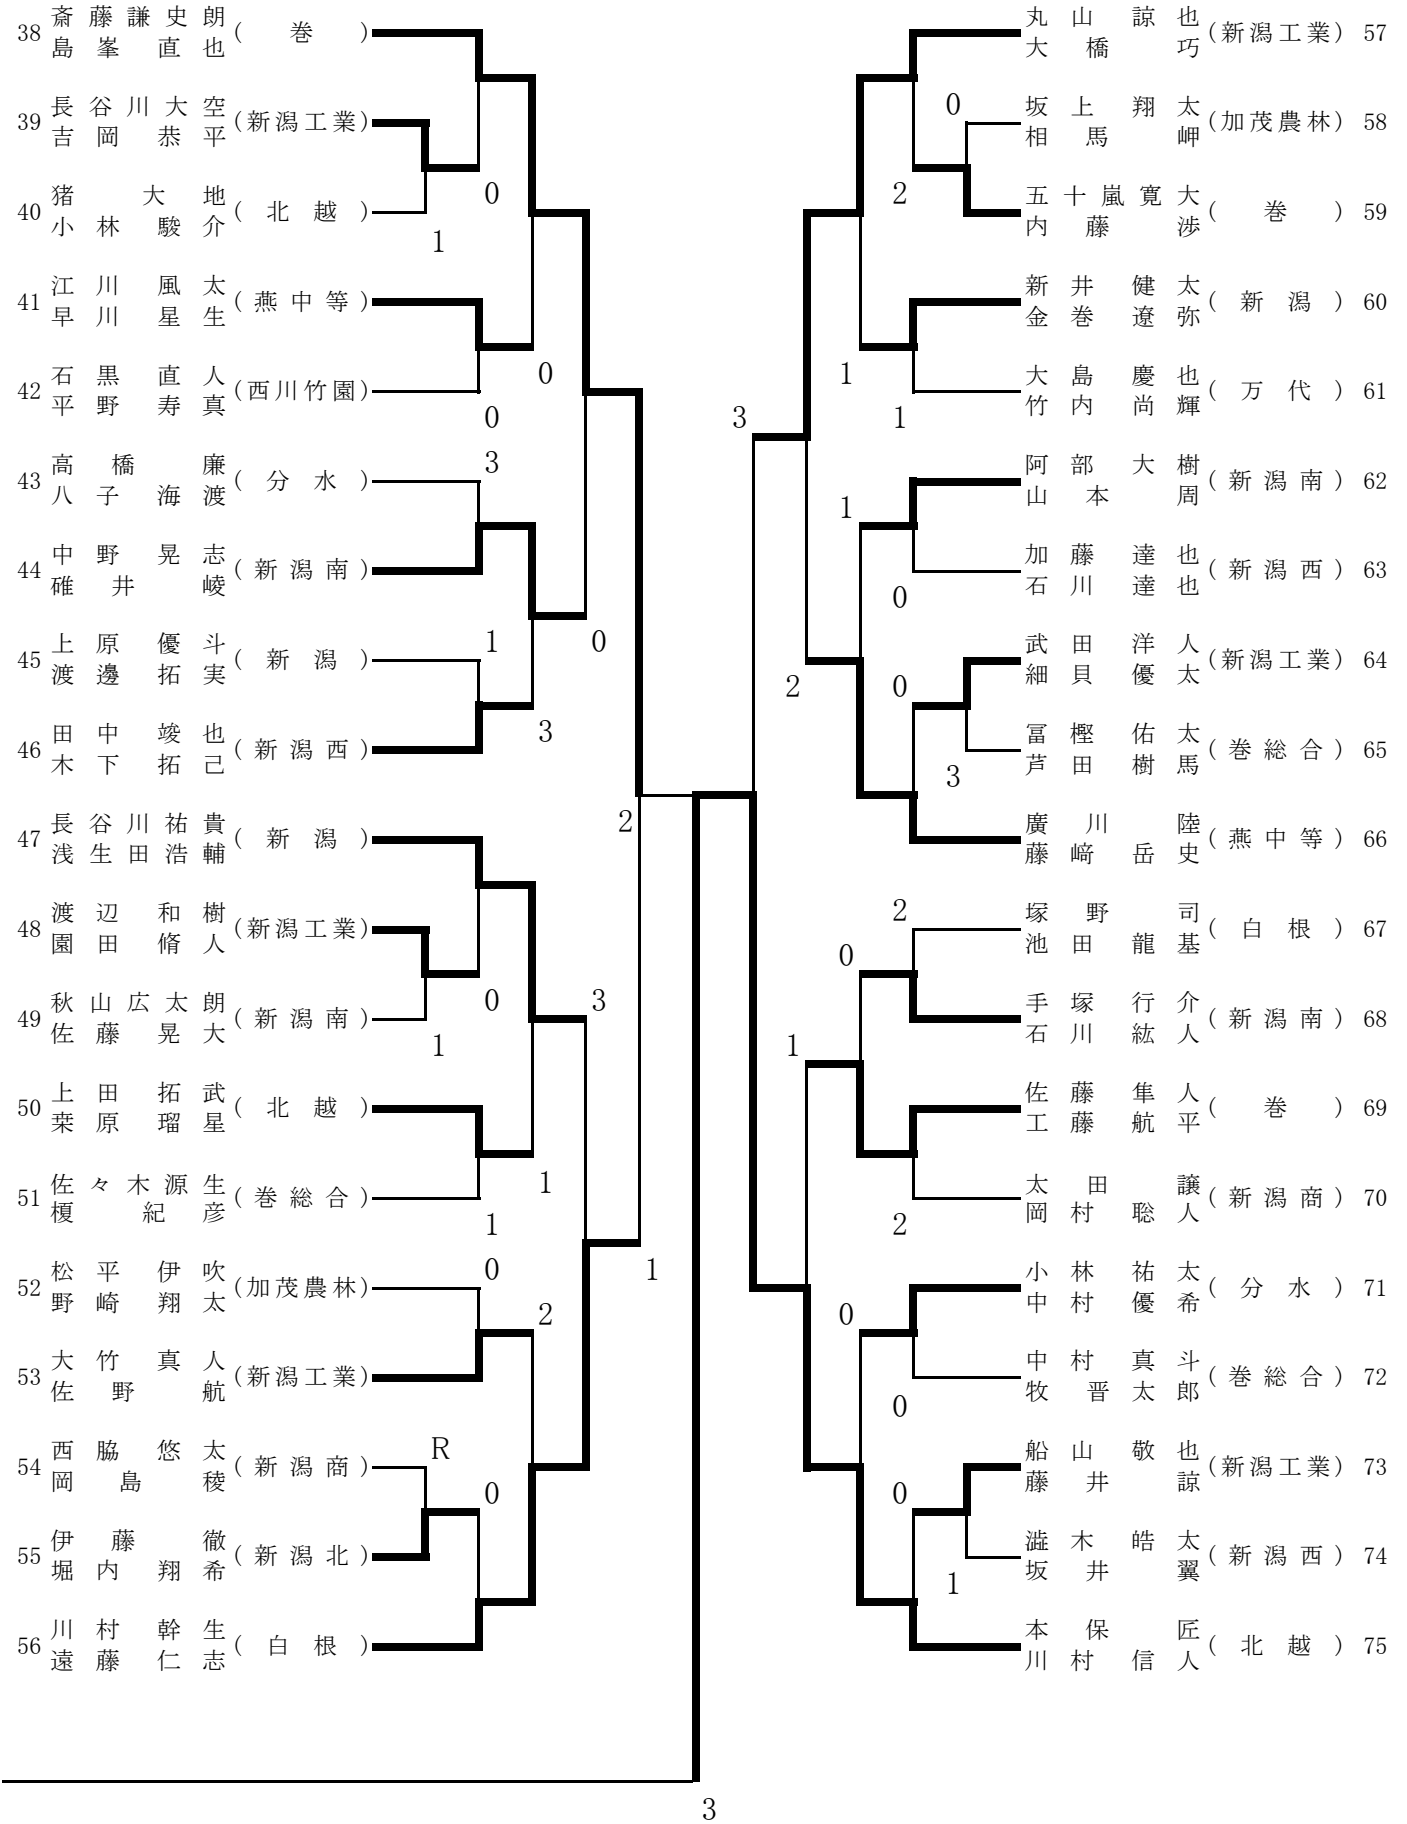 38 斎藤謙史朗 島峯直也 (巻)
39 長谷川大空 吉岡恭平 (新潟工業)
0
40 猪大地 小林駿介 (北越)
1
41 江川風太 早川星生 (燕中等)
0
42 石黒直人 平野寿真 (西川竹園)
0
3
43 高橋廉 八子海渡 (分水)
44 中野晃志 碓井崚 (新潟南)
1
0
45 上原優斗 渡邊拓実 (新潟)
3
46 田中竣也 木下拓己 (新潟西)
2
47 長谷川祐貴 浅生田浩輔 (新潟)
48 渡辺和樹 園田脩人 (新潟工業)
0
3
49 秋山広太朗 佐藤晃大 (新潟南)
1
50 上田拓武 桒原瑠星 (北越)
1
51 佐々木源生 榎紀彦 (巻総合)
1
0
1
52 松平伊吹 野崎翔太 (加茂農林)
2
53 大竹真人 佐野航 (新潟工業)
R
54 西脇悠太 岡島稜 (新潟商)
0
55 伊藤徹 堀内翔希 (新潟北)
56 川村幹生 遠藤仁志 (白根)
丸山諒也 大橋巧 (新潟工業) 57
0
坂上翔太 相馬岬 (加茂農林) 58
2
五十嵐寛大 内藤渉 (巻) 59
新井健太 金巻遼弥 (新潟) 60
1
大島慶也 竹内尚輝 (万代) 61
3
1
阿部大樹 山本周 (新潟南) 62
1
加藤達也 石川達也 (新潟西) 63
0
武田洋人 細貝優太 (新潟工業) 64
2
0
冨樫佑太 芦田樹馬 (巻総合) 65
3
廣川陸 藤﨑岳史 (燕中等) 66
2
塚野司 池田龍基 (白根) 67
0
手塚行介 石川紘人 (新潟南) 68
1
佐藤隼人 工藤航平 (巻) 69
太田譲 岡村聡人 (新潟商) 70
2
小林祐太 中村優希 (分水) 71
0
中村真斗 牧晋太郎 (巻総合) 72
0
船山敬也 藤井諒 (新潟工業) 73
0
澁木皓太 坂井翼 (新潟西) 74
1
本保匠 川村信人 (北越) 75
3